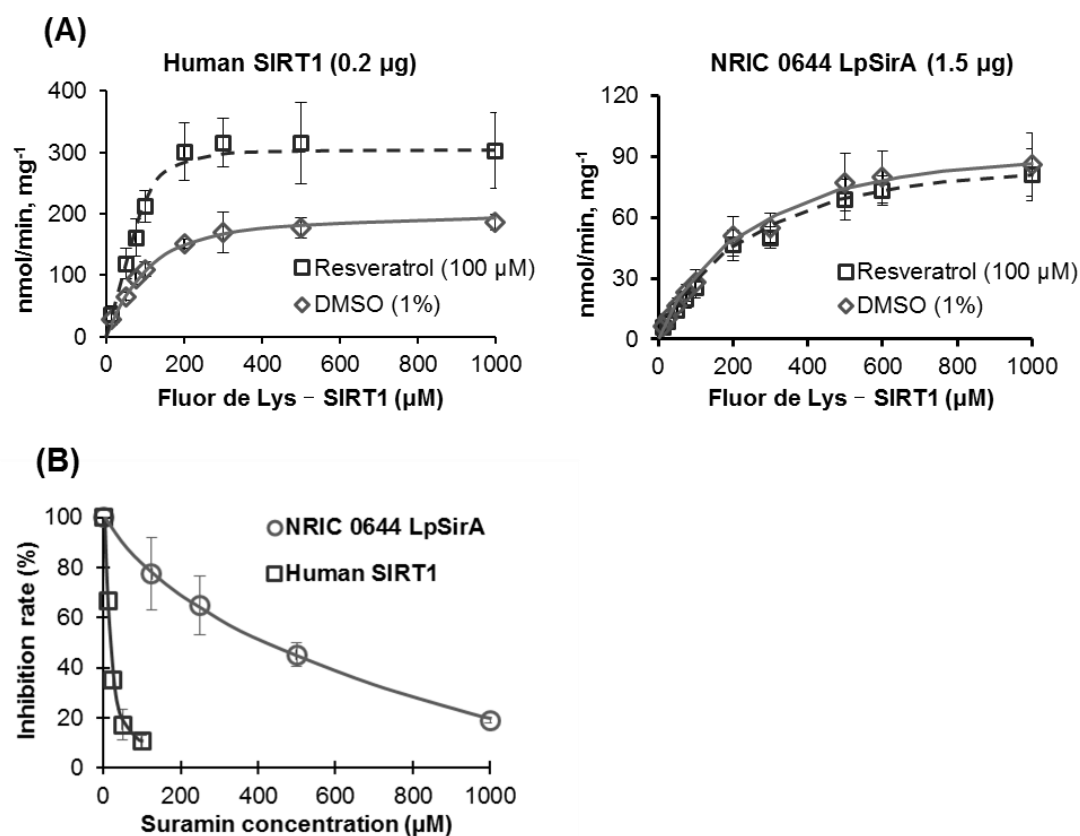 (A)
Human SIRT1 (0.2 µg)
400
300
200
100
0
nmol/min, mg-1
Resveratrol (100 µM)
DMSO (1%)
0 200 400 600 800 1000
Fluor de Lys – SIRT1 (µM)
NRIC 0644 LpSirA (1.5 µg)
120
90
60
30
0
nmol/min, mg-1
Resveratrol (100 µM)
DMSO (1%)
0 200 400 600 800 1000
Fluor de Lys – SIRT1 (µM)
(B)
100
80
60
40
20
0
Inhibition rate (%)
NRIC 0644 LpSirA
Human SIRT1
0 200 400 600 800 1000
Suramin concentration (µM)